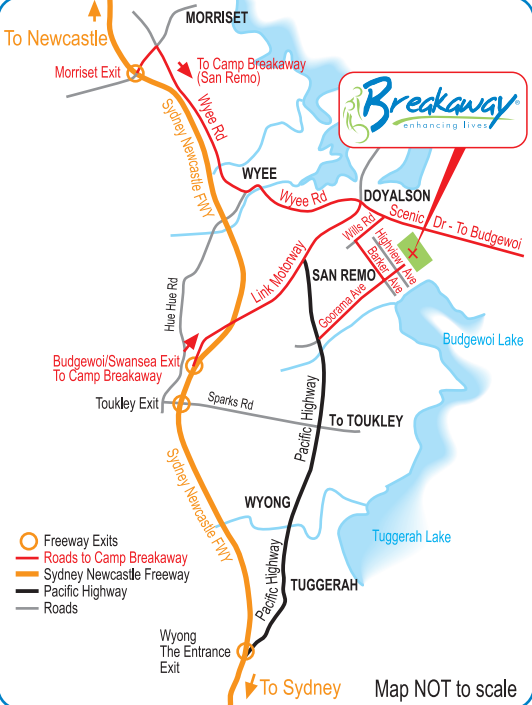 MORRISET
To Newcastle
Morriset Exit
To Camp Breakaway
(San Remo)
Breakaway®
enhancing lives
Sydney Newcastle FWY
Wyee Rd
WYEE
Wyee Rd
DOYALSON
Scenic Dr - To Budgewoi
Wills Rd
Highview Ave
Barker Ave
Link Motorway
SAN REMO
Goorama Ave
Hue Hue Rd
Budgewoi Lake
Budgewoi/Swansea Exit
To Camp Breakaway
Toukley Exit
Sparks Rd
Pacific Highway
To TOUKLEY
Sydney Newcastle FWY
WYONG
Tuggerah Lake
Freeway Exits
Roads to Camp Breakaway
Sydney Newcastle Freeway
Pacific Highway
Roads
Pacific Highway
TUGGERAH
Wyong
The Entrance
Exit
To Sydney
Map NOT to scale